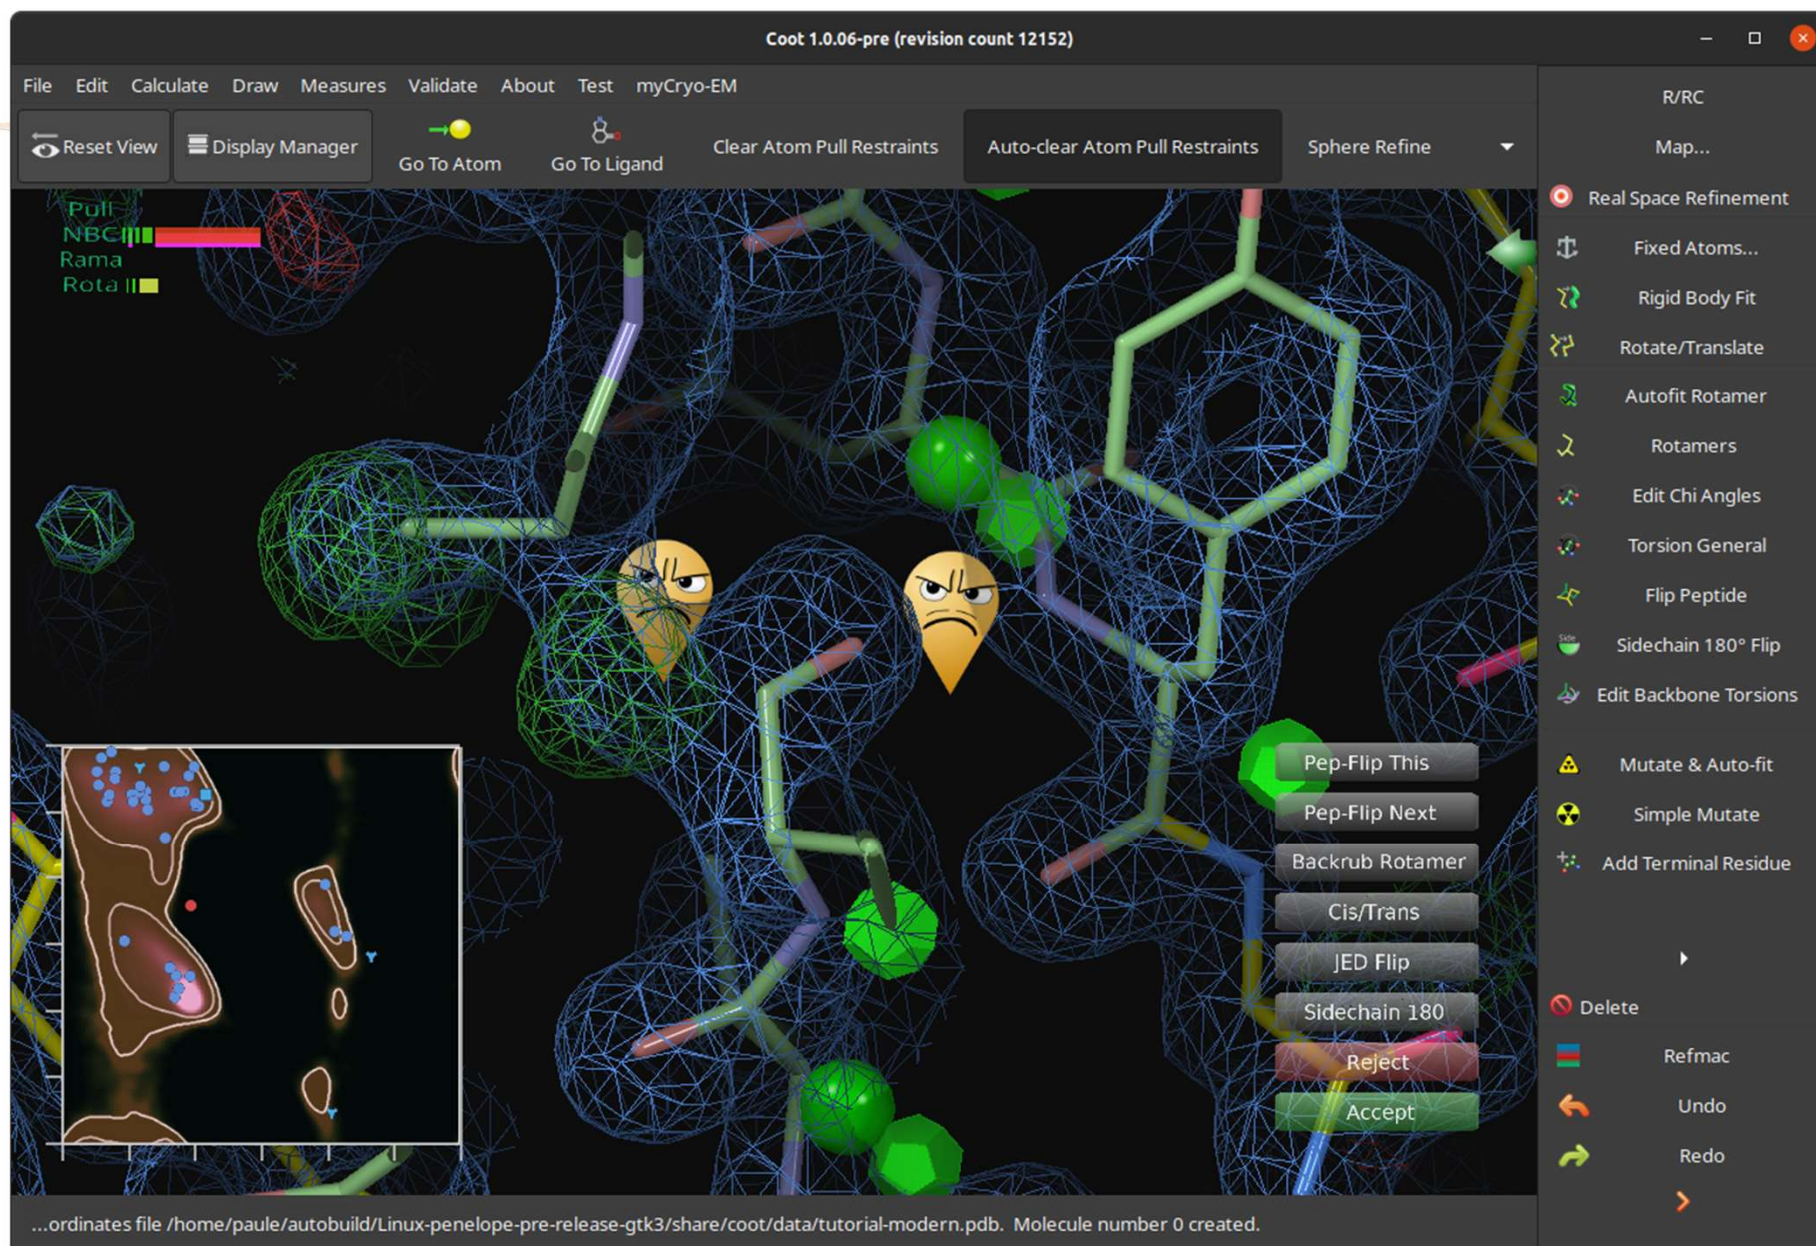 Coot 1.0.06-pre (revision count 12152)
File Edit Calculate Draw Measures Validate About Test myCryo-EM
Reset View
Display Manager
Go To Atom
Go To Ligand
Clear Atom Pull Restraints
Auto-clear Atom Pull Restraints
Sphere Refine
Pull
NBC
Rama
Rota
Pep-Flip This
Pep-Flip Next
Backrub Rotamer
Cis/Trans
JED Flip
Sidechain 180
Reject
Accept
R/RC
Map...
Real Space Refinement
Fixed Atoms...
Rigid Body Fit
Rotate/Translate
Autofit Rotamer
Rotamers
Edit Chi Angles
Torsion General
Flip Peptide
Side
Sidechain 180° Flip
Edit Backbone Torsions
Mutate & Auto-fit
Simple Mutate
Add Terminal Residue
Delete
Refmac
Undo
Redo
...ordinates file /home/paule/autobuild/Linux-penelope-pre-release-gtk3/share/coot/data/tutorial-modern.pdb. Molecule number 0 created.